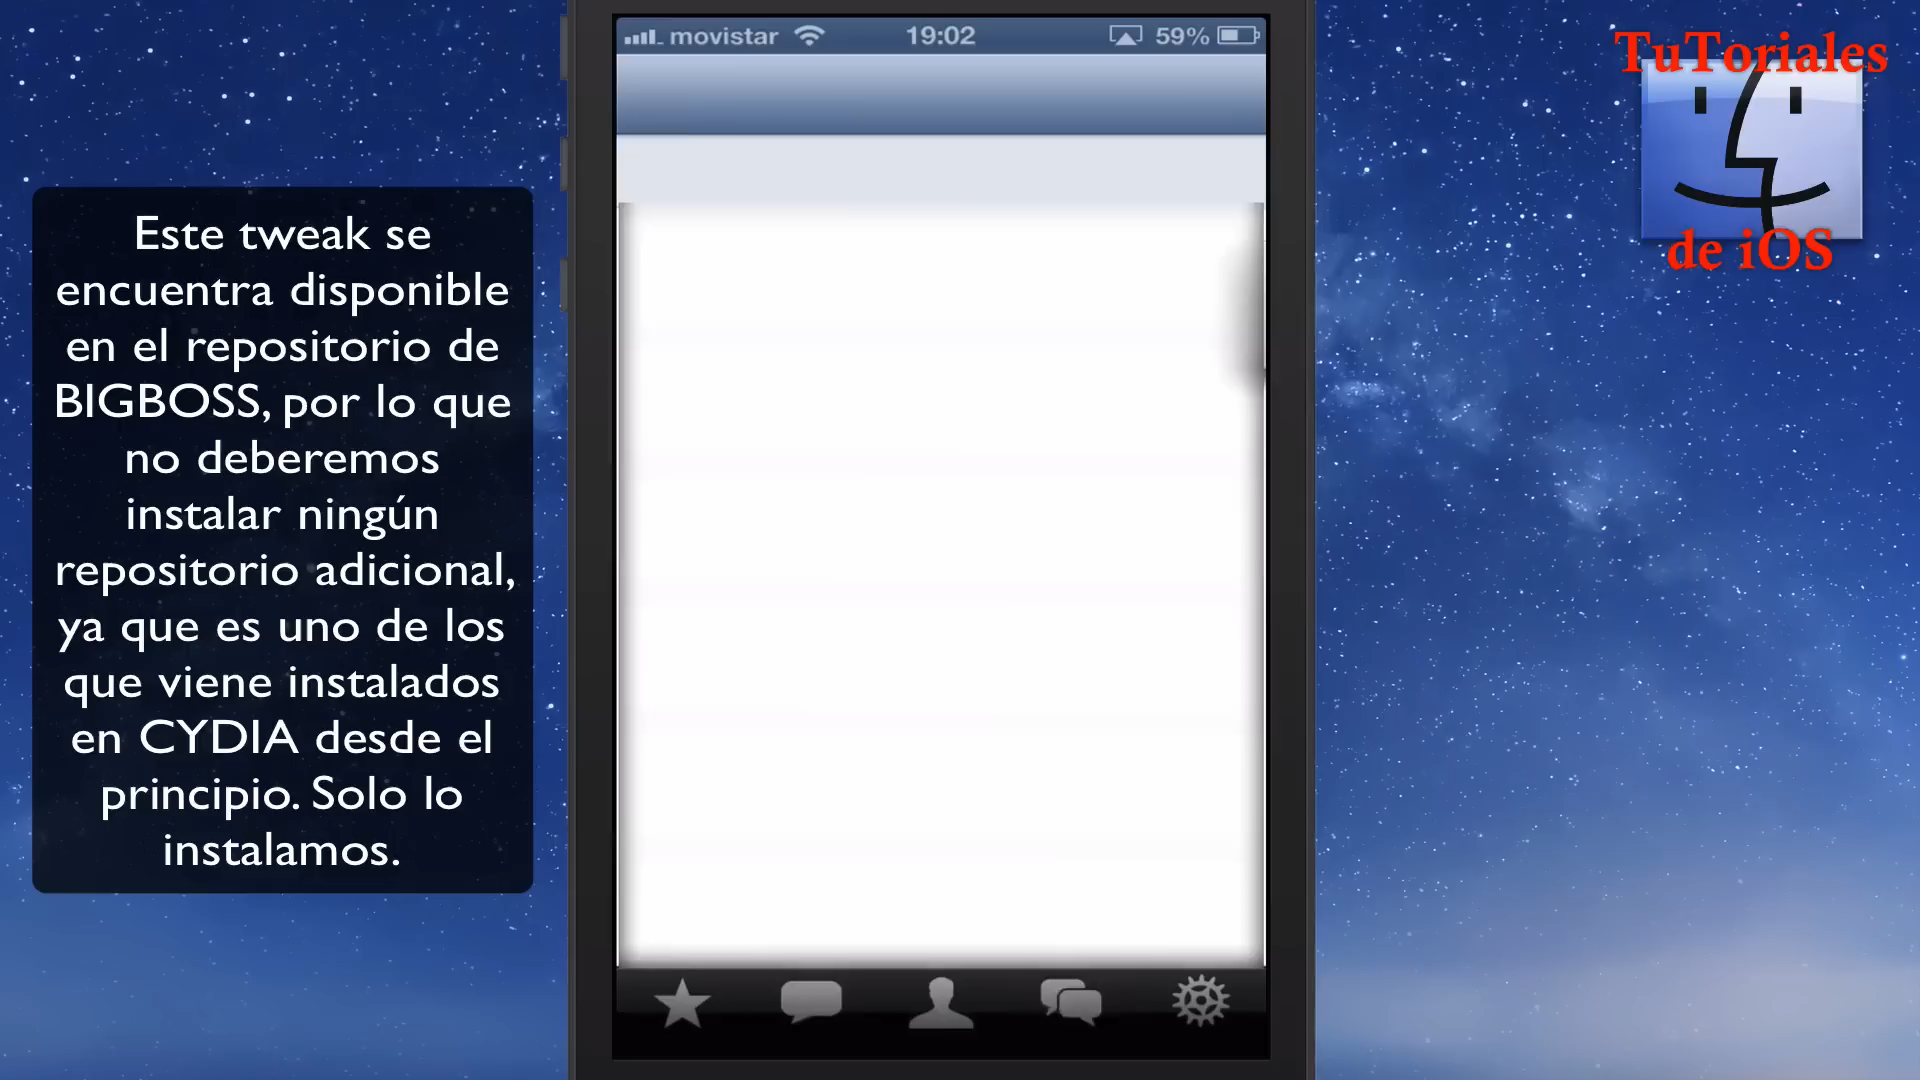 movistar 19:02 59%
TuToriales
de iOS
Este tweak se
encuentra disponible
en el repositorio de
BIGBOSS, por lo que
no deberemos
instalar ningún
repositorio adicional,
ya que es uno de los
que viene instalados
en CYDIA desde el
principio. Solo lo
instalamos.